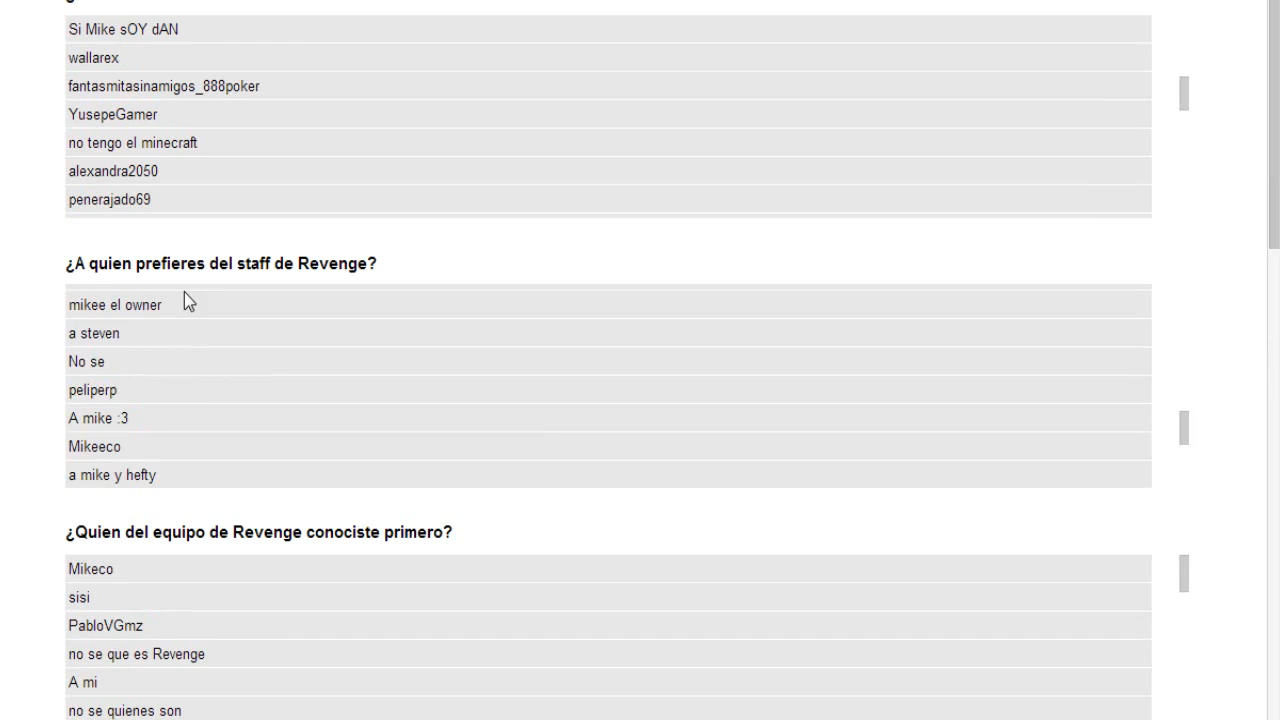 Si Mike sOY dAN
wallarex
fantasmitasinamigos_888poker
YusepeGamer
no tengo el minecraft
alexandra2050
penerajado69
¿A quien prefieres del staff de Revenge?
mikee el owner
a steven
No se
peliperp
A mike :3
Mikeeco
a mike y hefty
¿Quien del equipo de Revenge conociste primero?
Mikeco
sisi
PabloVGmz
no se que es Revenge
A mi
no se quienes son